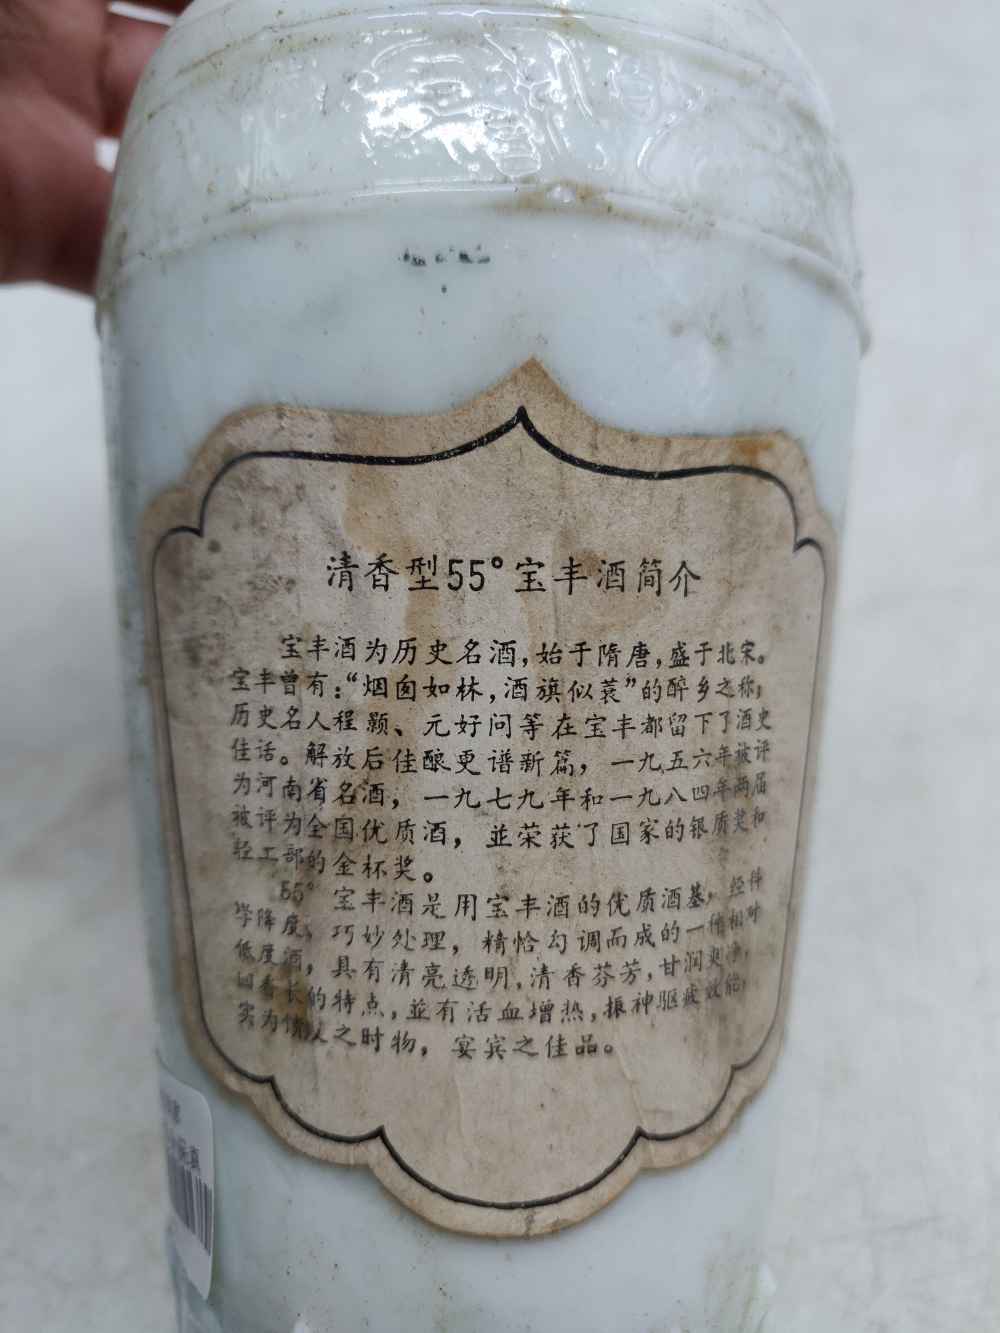 清香型55°宝丰酒简介
宝丰酒为历史名酒，始于隋唐，盛于北宋。
宝丰曾有：“烟囱如林，酒旗似蓑”的醉乡之称；
历史名人程颢、元好问等在宝丰都留下了酒史
佳话。解放后佳酿更谱新篇，一九五六年被评
为河南省名酒，一九七九年和一九八四年两届
被评为全国优质酒，並荣获了国家的银质奖和
轻工部的金杯奖。
55°宝丰酒是用宝丰酒的优质酒基，经科
学降度，巧妙处理，精恰勾调而成的一种相对
低度酒，具有清亮透明，清香芬芳，甘润爽净，
回香长的特点，並有活血增热，振神驱疲效能，
实为饮之时物，宴宾之佳品。